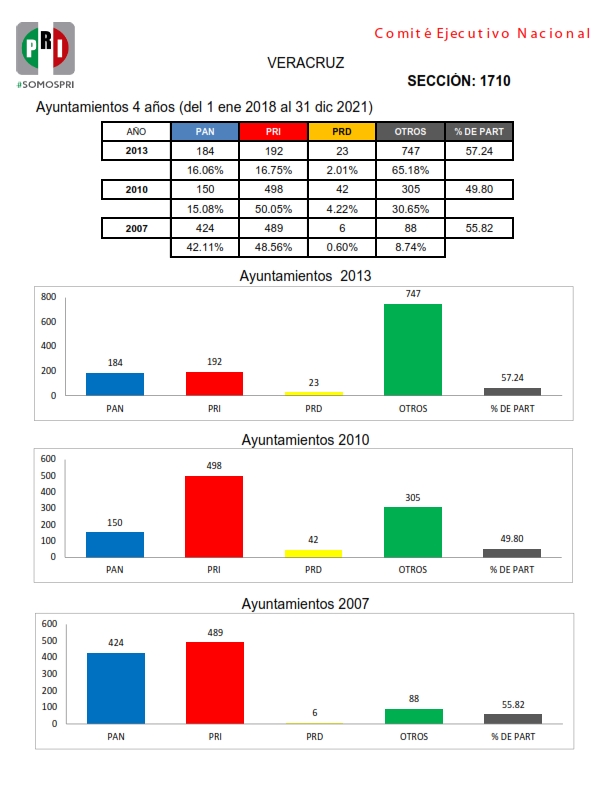 Comité Ejecutivo Nacional
PRI
#SOMOSPRI
VERACRUZ
SECCIÓN: 1710
Ayuntamientos 4 años (del 1 ene 2018 al 31 dic 2021)
AÑO PAN PRI PRD OTROS % DE PART
2013 184 192 23 747 57.24
16.06% 16.75% 2.01% 65.18%
2010 150 498 42 305 49.80
15.08% 50.05% 4.22% 30.65%
2007 424 489 6 88 55.82
42.11% 48.56% 0.60% 8.74%
Ayuntamientos 2013
800
600
400
200
0
184 192 23 747 57.24
PAN PRI PRD OTROS % DE PART
Ayuntamientos 2010
600
500
400
300
200
100
0
150 498 42 305 49.80
PAN PRI PRD OTROS % DE PART
Ayuntamientos 2007
600
500
400
300
200
100
0
424 489 6 88 55.82
PAN PRI PRD OTROS % DE PART